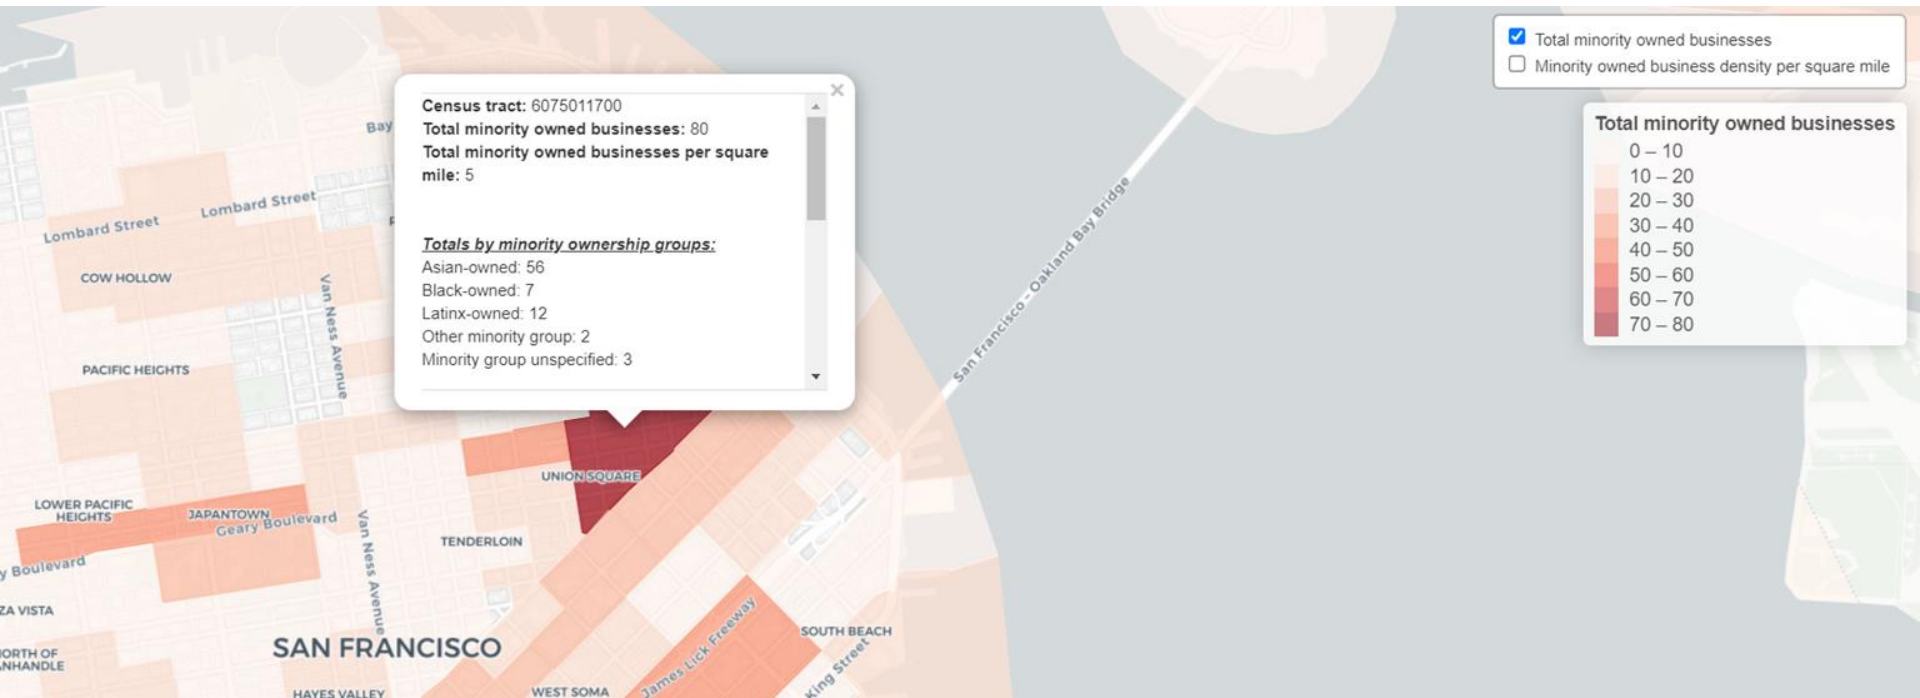 Total minority owned businesses
Minority owned business density per square mile
Total minority owned businesses
0 – 10
10 – 20
20 – 30
30 – 40
40 – 50
50 – 60
60 – 70
70 – 80
×
Census tract: 6075011700
Total minority owned businesses: 80
Total minority owned businesses per square
mile: 5
Totals by minority ownership groups:
Asian-owned: 56
Black-owned: 7
Latinx-owned: 12
Other minority group: 2
Minority group unspecified: 3
Bay
Lombard Street
Lombard Street
COW HOLLOW
Van Ness Avenue
PACIFIC HEIGHTS
San Francisco - Oakland Bay Bridge
UNION SQUARE
LOWER PACIFIC
HEIGHTS
JAPANTOWN
Geary Boulevard
Van Ness Avenue
TENDERLOIN
y Boulevard
ZA VISTA
SAN FRANCISCO
James Lick Freeway
SOUTH BEACH
King Street
ORTH OF
ANHANDLE
HAYES VALLEY
WEST SOMA